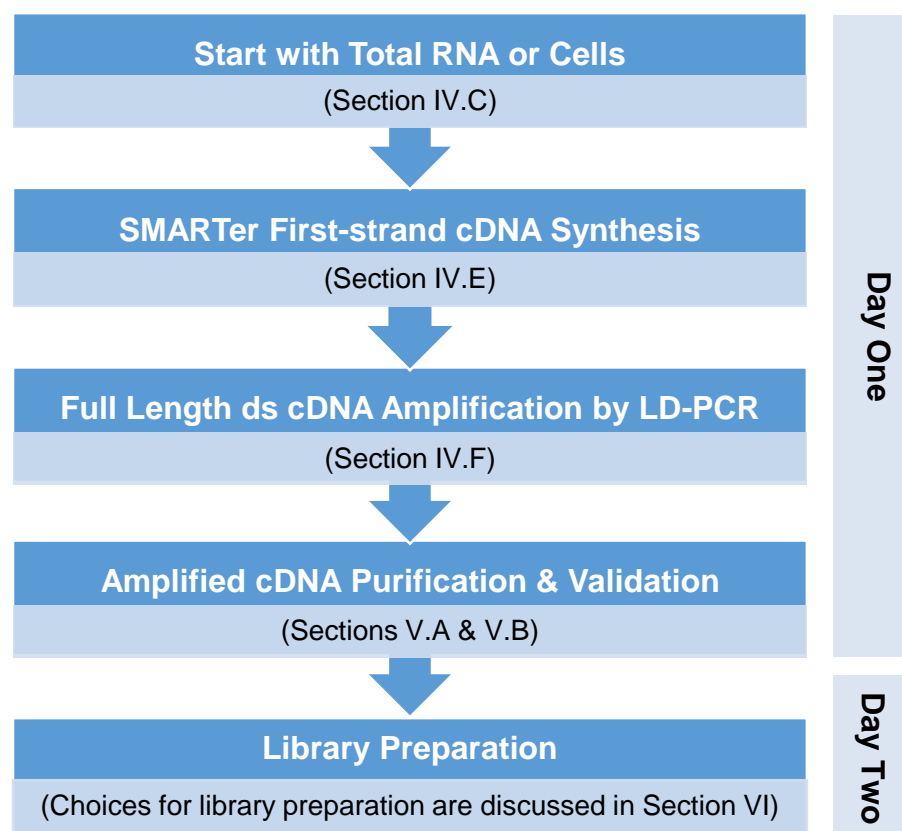 Start with Total RNA or Cells
(Section IV.C)
SMARTer First-strand cDNA Synthesis
(Section IV.E)
Full Length ds cDNA Amplification by LD-PCR
(Section IV.F)
Amplified cDNA Purification & Validation
(Sections V.A & V.B)
Day One
Library Preparation
(Choices for library preparation are discussed in Section VI)
Day Two